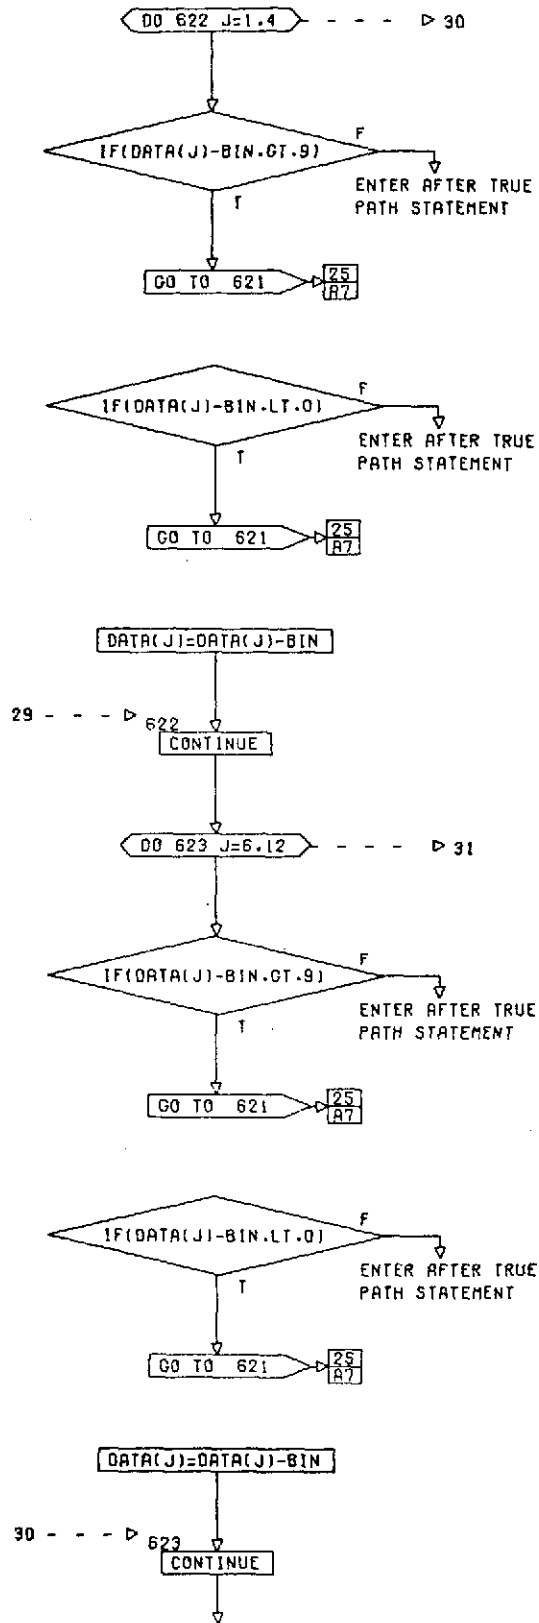 DO 622 J=1.4 - - - - ▷ 30
F
IF(DATA(J)-BIN.GT.9)
ENTER AFTER TRUE
PATH STATEMENT
T
GO TO 621
25
A7
F
IF(DATA(J)-BIN.LT.0)
ENTER AFTER TRUE
PATH STATEMENT
T
GO TO 621
25
A7
DATA(J)=DATA(J)-BIN
29 - - - ▷ 622
CONTINUE
DO 623 J=6.12 - - - - ▷ 31
F
IF(DATA(J)-BIN.GT.9)
ENTER AFTER TRUE
PATH STATEMENT
T
GO TO 621
25
A7
F
IF(DATA(J)-BIN.LT.0)
ENTER AFTER TRUE
PATH STATEMENT
T
GO TO 621
25
A7
DATA(J)=DATA(J)-BIN
30 - - - ▷ 623
CONTINUE